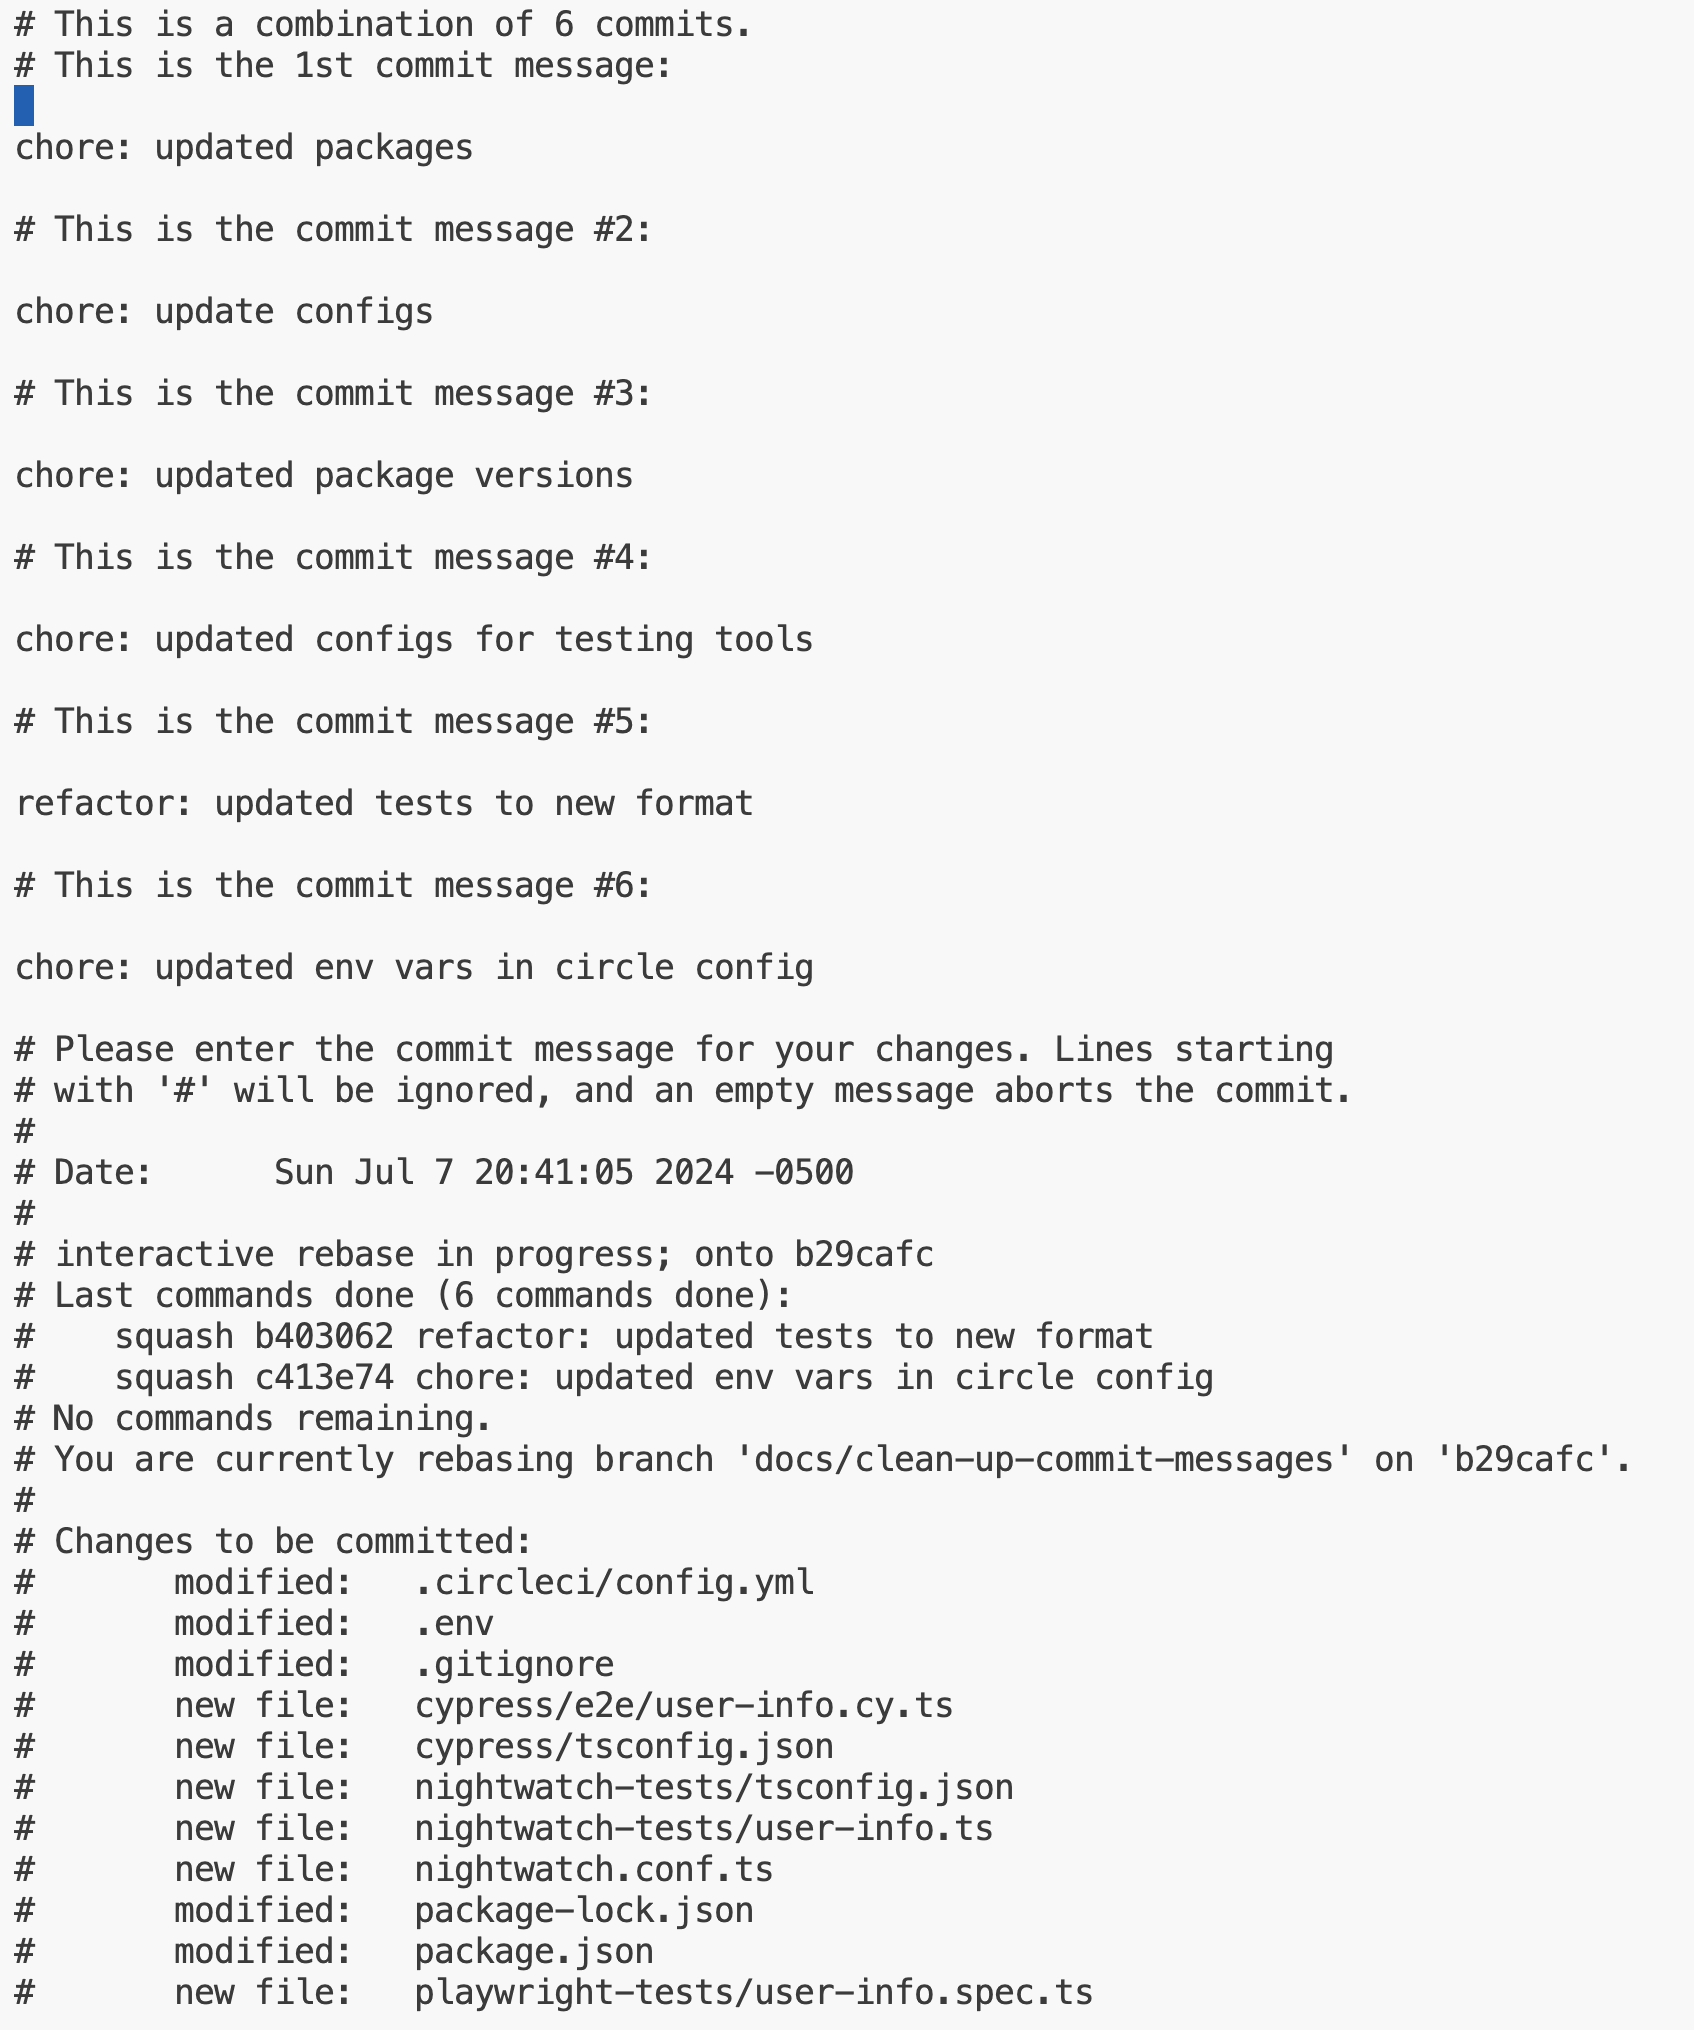 # This is a combination of 6 commits.
# This is the 1st commit message:
chore: updated packages
# This is the commit message #2:
chore: update configs
# This is the commit message #3:
chore: updated package versions
# This is the commit message #4:
chore: updated configs for testing tools
# This is the commit message #5:
refactor: updated tests to new format
# This is the commit message #6:
chore: updated env vars in circle config
# Please enter the commit message for your changes. Lines starting
# with '#' will be ignored, and an empty message aborts the commit.
#
# Date:      Sun Jul 7 20:41:05 2024 -0500
#
# interactive rebase in progress; onto b29cafc
# Last commands done (6 commands done):
#    squash b403062 refactor: updated tests to new format
#    squash c413e74 chore: updated env vars in circle config
# No commands remaining.
# You are currently rebasing branch 'docs/clean-up-commit-messages' on 'b29cafc'.
#
# Changes to be committed:
#       modified:   .circleci/config.yml
#       modified:   .env
#       modified:   .gitignore
#       new file:   cypress/e2e/user-info.cy.ts
#       new file:   cypress/tsconfig.json
#       new file:   nightwatch-tests/tsconfig.json
#       new file:   nightwatch-tests/user-info.ts
#       new file:   nightwatch.conf.ts
#       modified:   package-lock.json
#       modified:   package.json
#       new file:   playwright-tests/user-info.spec.ts